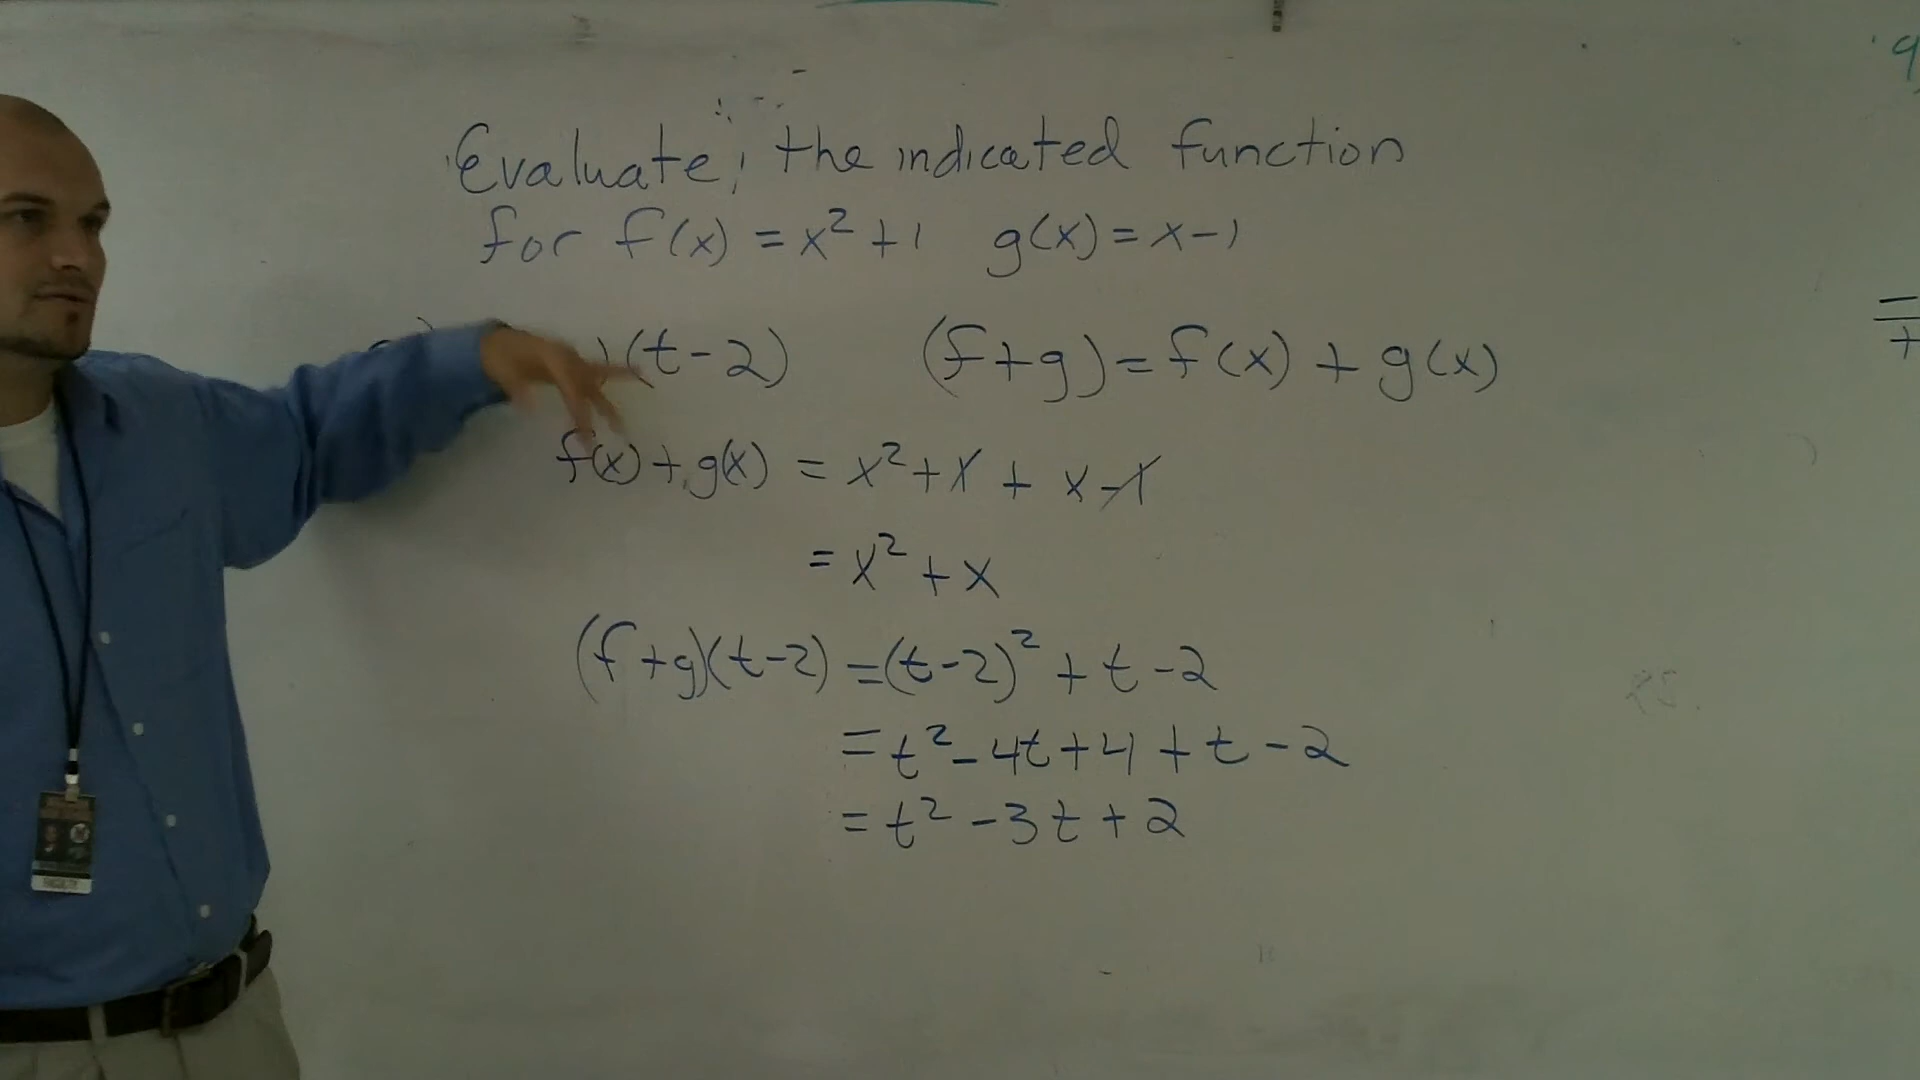 Evaluate, the indicated function
for f(x) = x² + 1 g(x) = x - 1
)(t - 2) (f + g) = f(x) + g(x)
f(x) + g(x) = x² + 1 + x - 1
= x² + x
(f + g)(t - 2) = (t - 2)² + t - 2
= t² - 4t + 4 + t - 2
= t² - 3t + 2